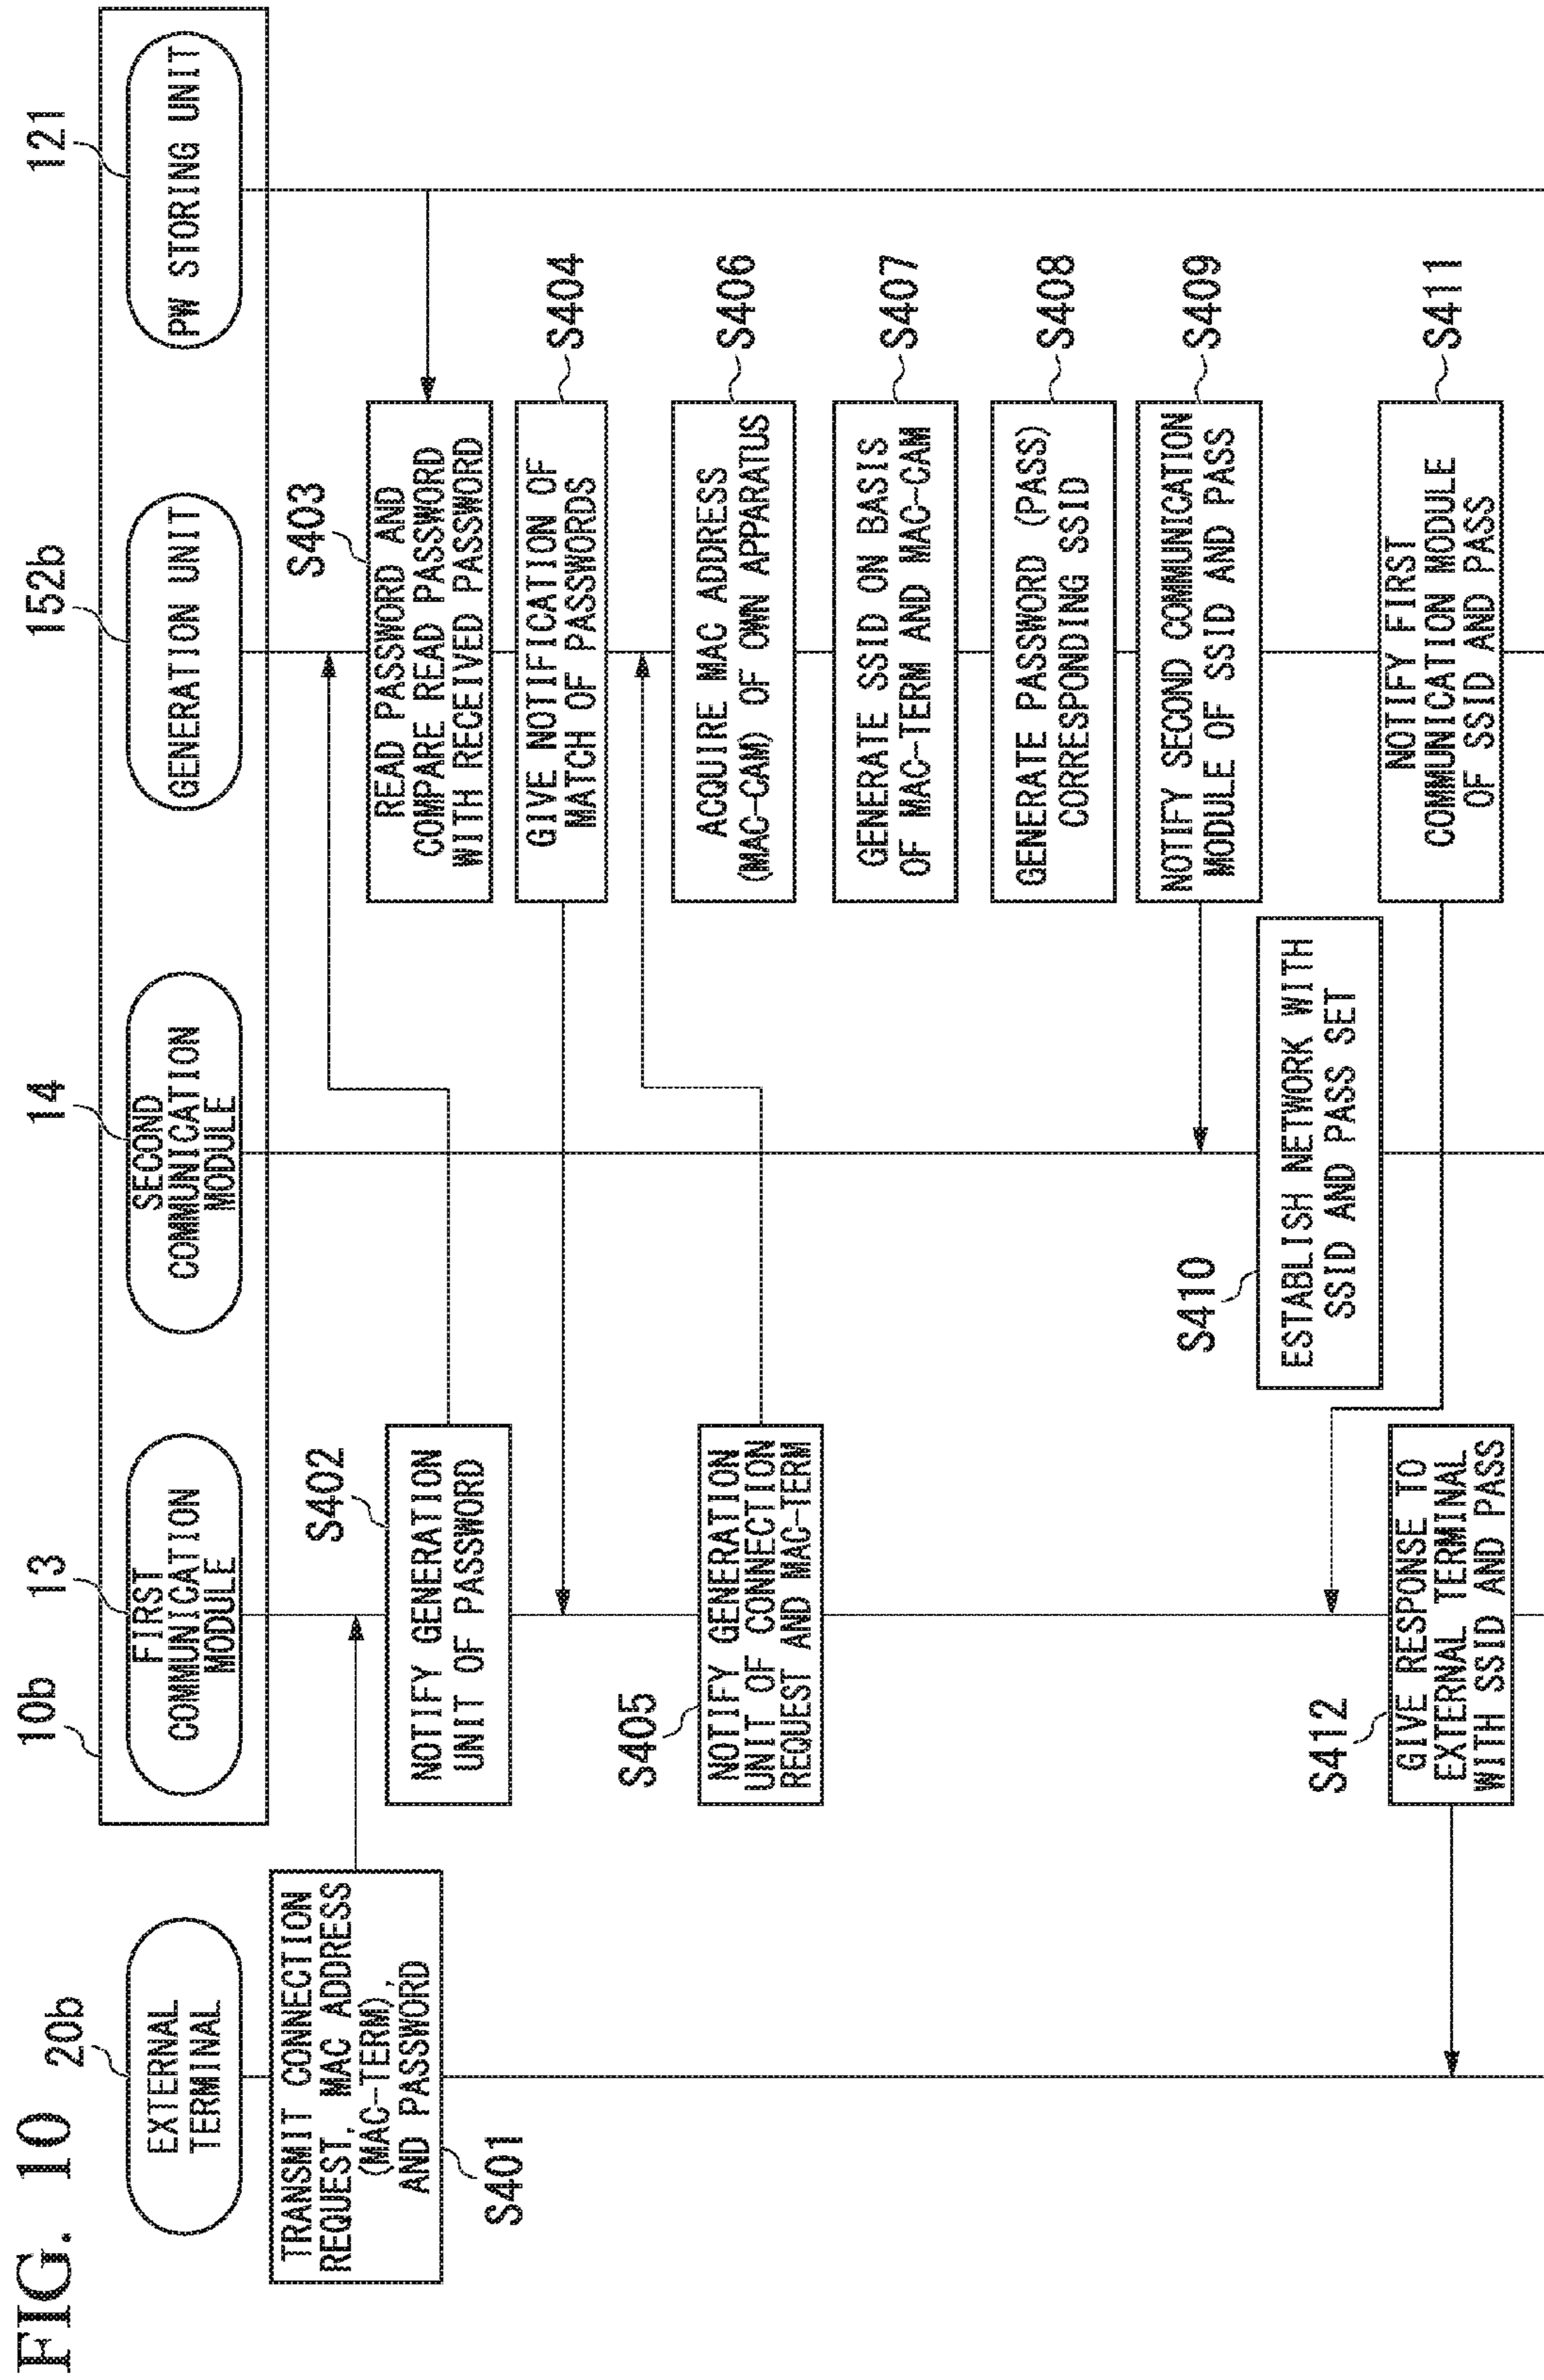 FIG. 10
20b
EXTERNAL
TERMINAL
10b
13
FIRST
COMMUNICATION
MODULE
14
SECOND
COMMUNICATION
MODULE
152b
GENERATION UNIT
121
PW STORING UNIT
TRANSMIT CONNECTION
REQUEST, MAC ADDRESS
(MAC-TERM),
AND PASSWORD
S401
S402
NOTIFY GENERATION
UNIT OF PASSWORD
S403
READ PASSWORD AND
COMPARE READ PASSWORD
WITH RECEIVED PASSWORD
GIVE NOTIFICATION OF
MATCH OF PASSWORDS
S404
S405
NOTIFY GENERATION
UNIT OF CONNECTION
REQUEST AND MAC-TERM
ACQUIRE MAC ADDRESS
(MAC-CAM) OF OWN APPARATUS
S406
GENERATE SSID ON BASIS
OF MAC-TERM AND MAC-CAM
S407
GENERATE PASSWORD (PASS)
CORRESPONDING SSID
S408
NOTIFY SECOND COMMUNICATION
MODULE OF SSID AND PASS
S409
S410
ESTABLISH NETWORK WITH
SSID AND PASS SET
NOTIFY FIRST
COMMUNICATION MODULE
OF SSID AND PASS
S411
S412
GIVE RESPONSE TO
EXTERNAL TERMINAL
WITH SSID AND PASS